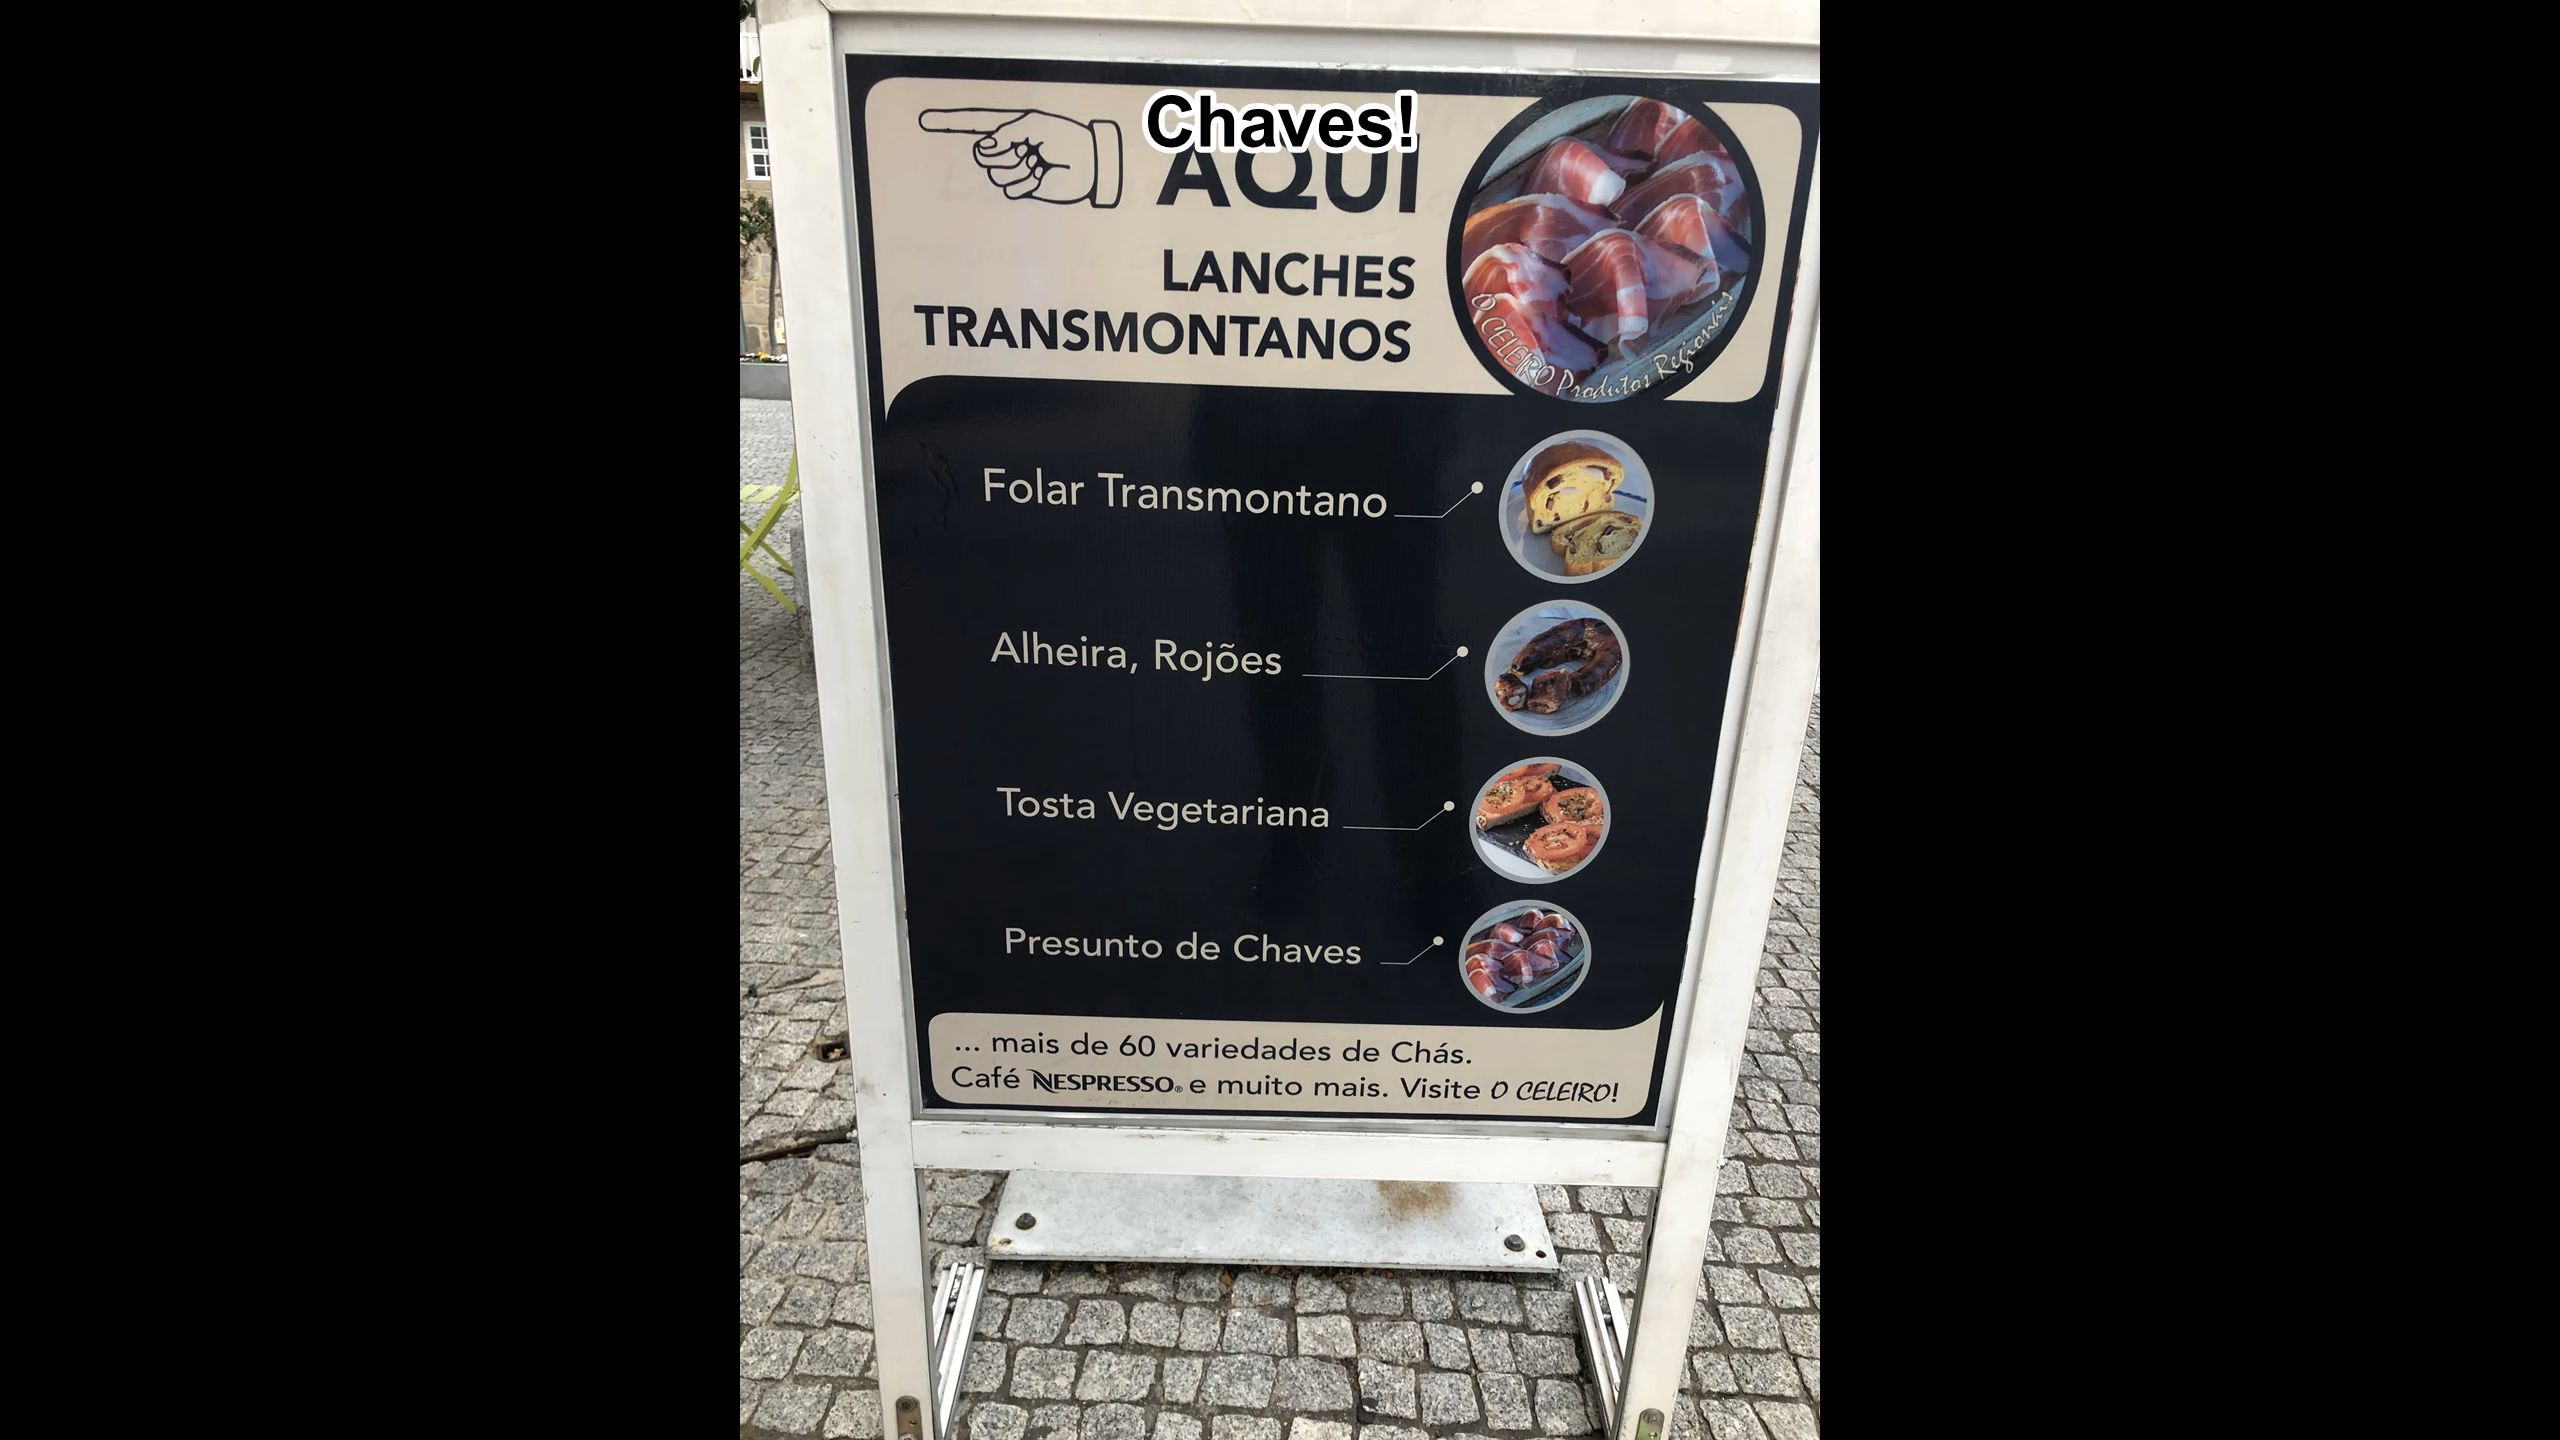 Chaves!
AQUI
LANCHES
TRANSMONTANOS
O CELEIRO Produtos Regionais
Folar Transmontano
Alheira, Rojões
Tosta Vegetariana
Presunto de Chaves
... mais de 60 variedades de Chás.
Café NESPRESSO® e muito mais. Visite O CELEIRO!